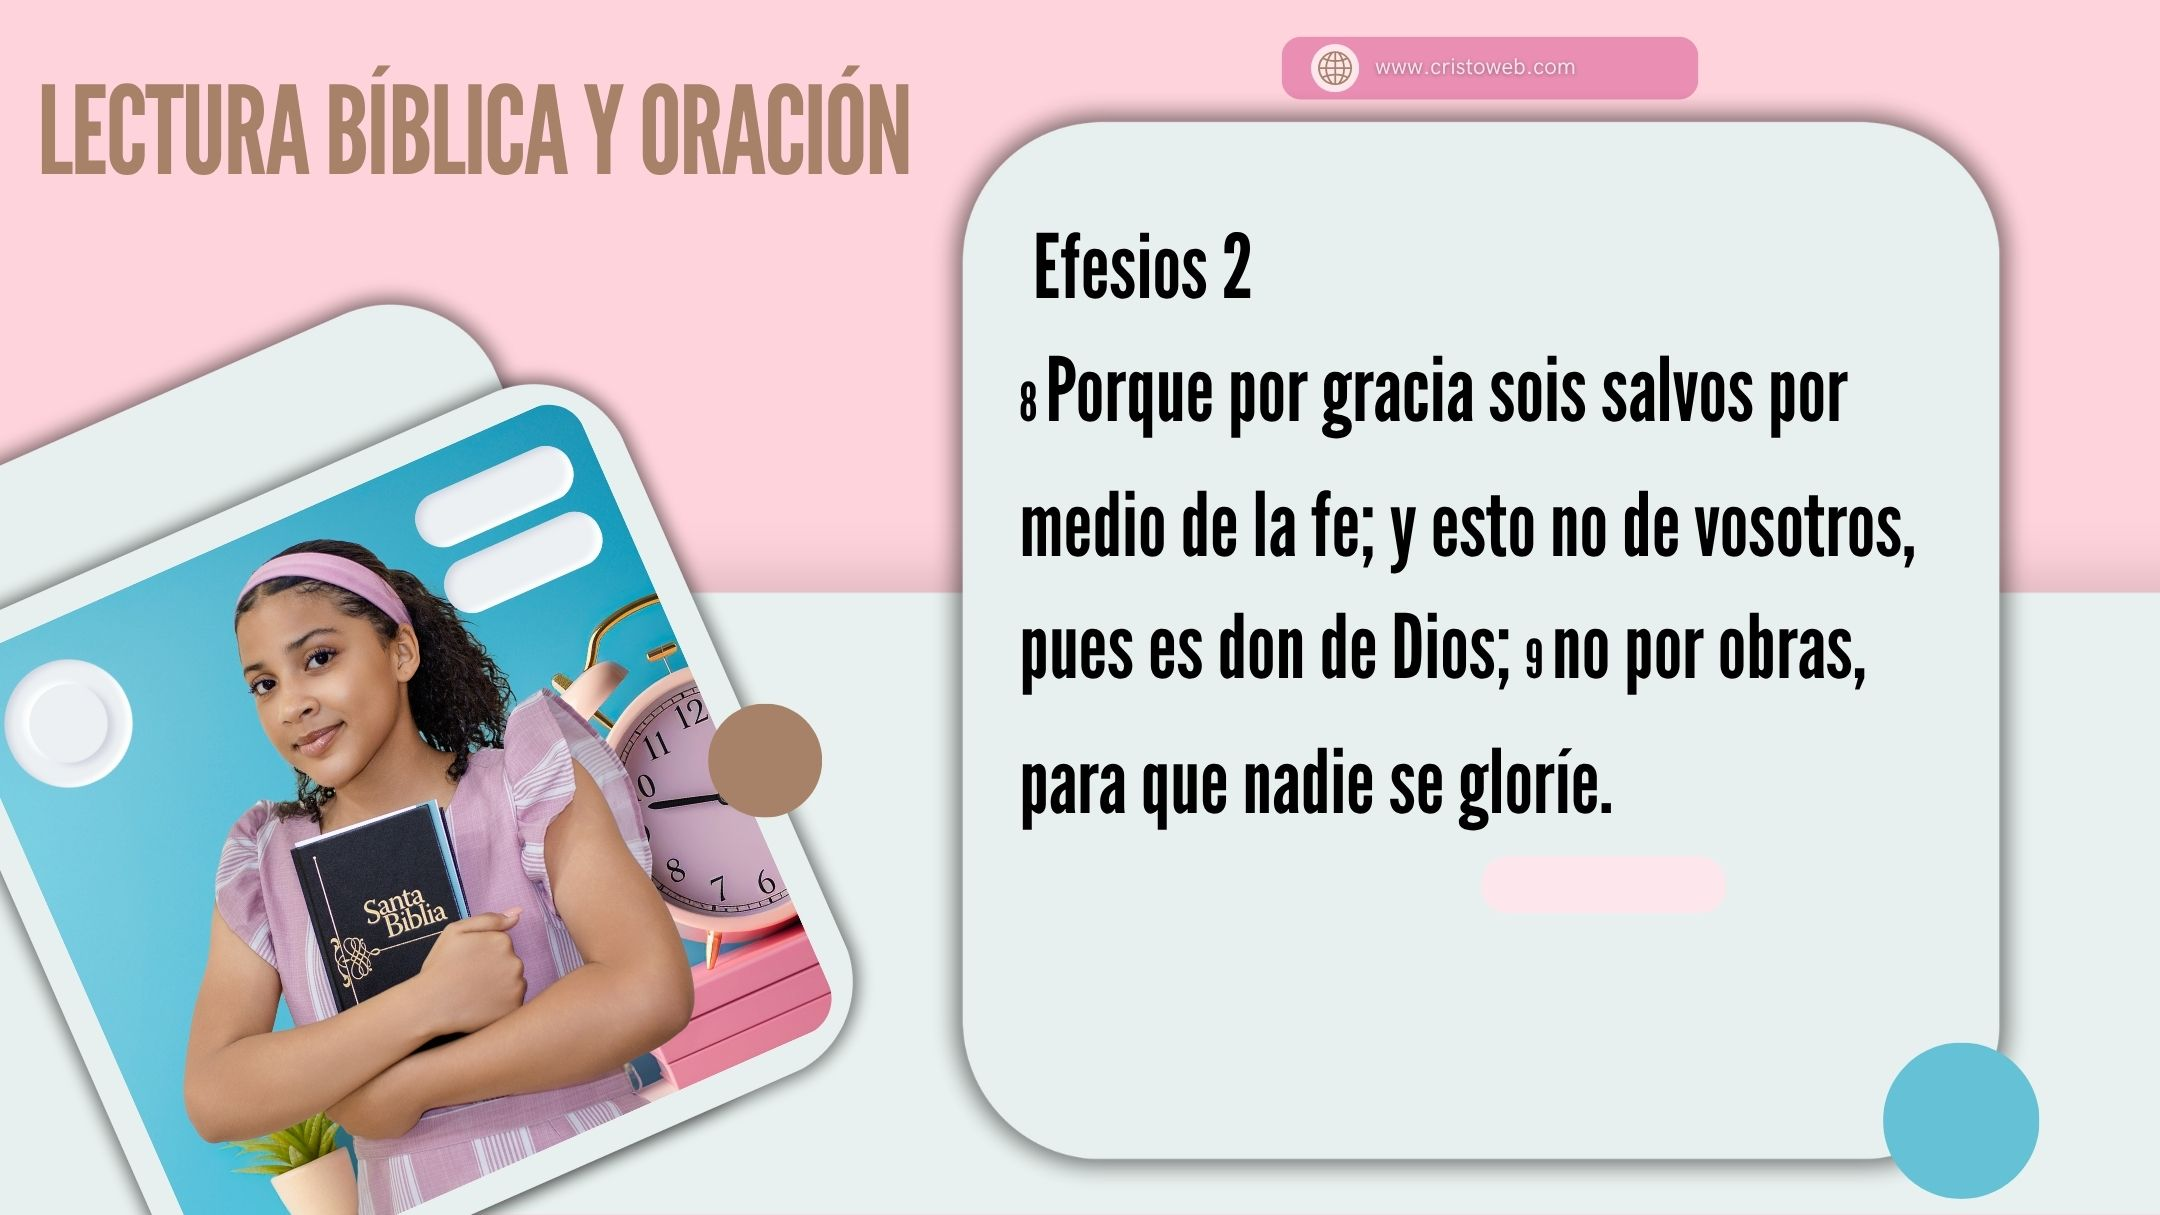 LECTURA BÍBLICA Y ORACIÓN
www.cristoweb.com
Efesios 2
8 Porque por gracia sois salvos por
medio de la fe; y esto no de vosotros,
pues es don de Dios; 9 no por obras,
para que nadie se gloríe.
Santa
Biblia
12
11
10
9
8
7
6